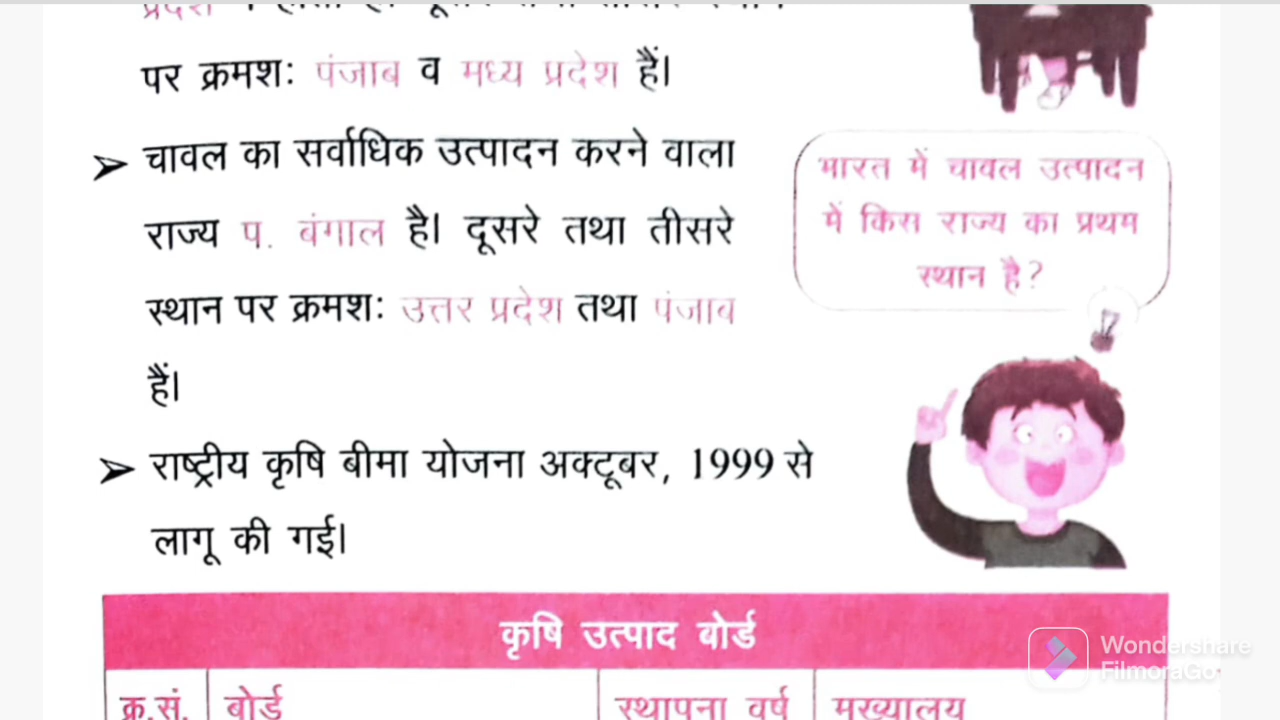 पर क्रमशः पंजाब व मध्य प्रदेश हैं।
➢ चावल का सर्वाधिक उत्पादन करने वाला
राज्य प. बंगाल है। दूसरे तथा तीसरे
स्थान पर क्रमशः उत्तर प्रदेश तथा पंजाब
हैं।
➢ राष्ट्रीय कृषि बीमा योजना अक्टूबर, 1999 से
लागू की गई।
भारत में चावल उत्पादन
में किस राज्य का प्रथम
स्थान है?
कृषि उत्पाद बोर्ड
क्र.सं. बोर्ड स्थापना वर्ष मुख्यालय
Wondershare
FilmoraGo